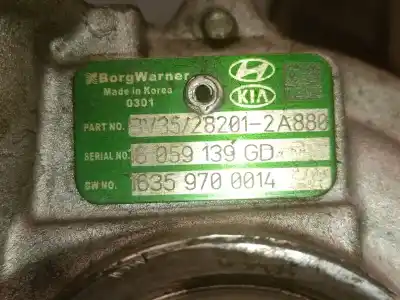 BorgWarner
Made in Korea
0301
KIA
PART NO. BV35/28201-2A880
SERIAL NO. 6 059 139 GD
BW NO. 1635 970 0014